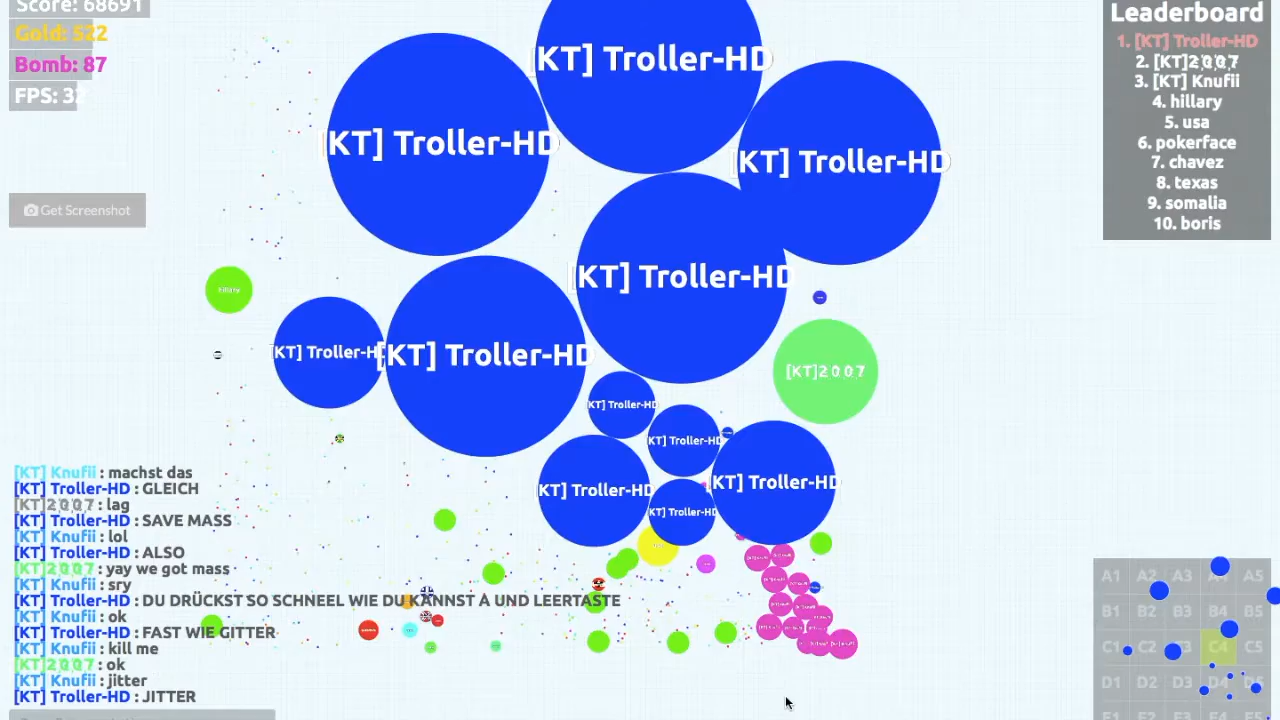 Score: 68691
Gold: 522
Bomb: 87
FPS: 32
Get Screenshot
Leaderboard
1. [KT] Troller-HD
2. [KT]2007
3. [KT] Knufii
4. hillary
5. usa
6. pokerface
7. chavez
8. texas
9. somalia
10. boris
[KT] Troller-HD
[KT] Troller-HD
[KT] Troller-HD
[KT] Troller-HD
hillary
[KT] Troller-H
[KT] Troller-HD
[KT]2007
[KT] Troller-HD
[KT] Troller-HD
[KT] Troller-HD
[KT] Troller-HD
[KT] Troller-HD
[KT] Knufii : machst das
[KT] Troller-HD : GLEICH
[KT]2007 : lag
[KT] Troller-HD : SAVE MASS
[KT] Knufii : lol
[KT] Troller-HD : ALSO
[KT]2007 : yay we got mass
[KT] Knufii : sry
[KT] Troller-HD : DU DRÜCKST SO SCHNEEL WIE DU KANNST A UND LEERTASTE
[KT] Knufii : ok
[KT] Troller-HD : FAST WIE GITTER
[KT] Knufii : kill me
[KT]2007 : ok
[KT] Knufii : jitter
[KT] Troller-HD : JITTER
A1 A2 A3 A4 A5
B1 B2 B3 B4 B5
C1 C2 C3 C4 C5
D1 D2 D3 D4 D5
E1 E2 E3 E4 E5